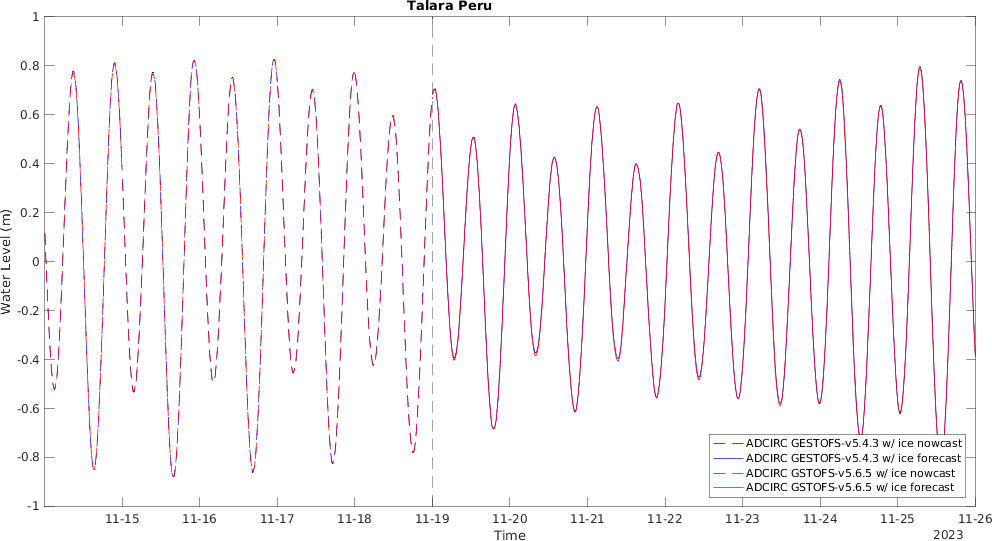 Talara Peru
1
0.8
0.6
0.4
0.2
0
-0.2
-0.4
-0.6
-0.8
-1
Water Level (m)
ADCIRC GESTOFS-v5.4.3 w/ ice nowcast
ADCIRC GESTOFS-v5.4.3 w/ ice forecast
ADCIRC GSTOFS-v5.6.5 w/ ice nowcast
ADCIRC GSTOFS-v5.6.5 w/ ice forecast
11-15 11-16 11-17 11-18 11-19 11-20 11-21 11-22 11-23 11-24 11-25 11-26
Time
2023